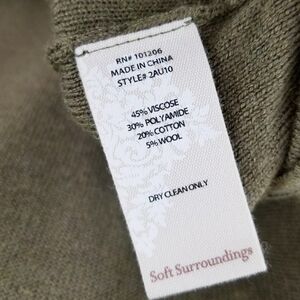 RN# 101206
MADE IN CHINA
STYLE# 2AU10
45% VISCOSE
30% POLYAMIDE
20% COTTON
5% WOOL
DRY CLEAN ONLY
Soft Surroundings